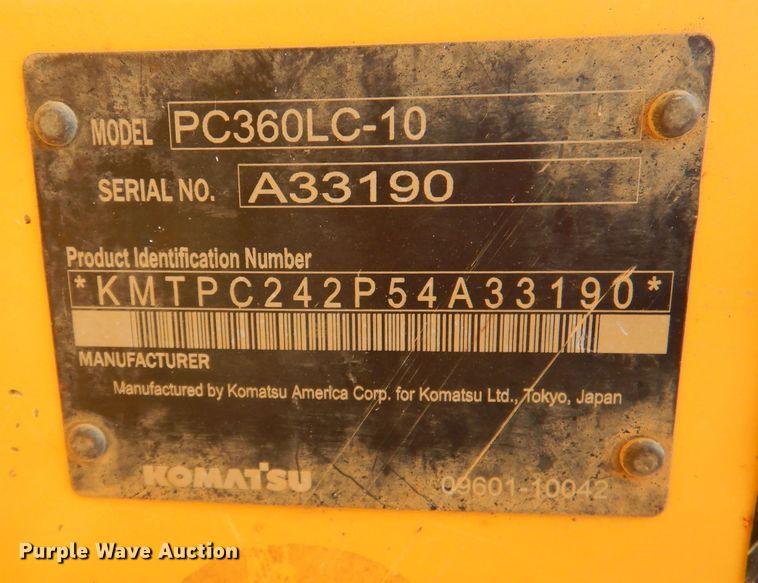 MODEL PC360LC-10
SERIAL NO. A33190
Product Identification Number
*KMTPC242P54A33190*
MANUFACTURER
Manufactured by Komatsu America Corp. for Komatsu Ltd., Tokyo, Japan
KOMATSU 09601-10042
Purple Wave Auction